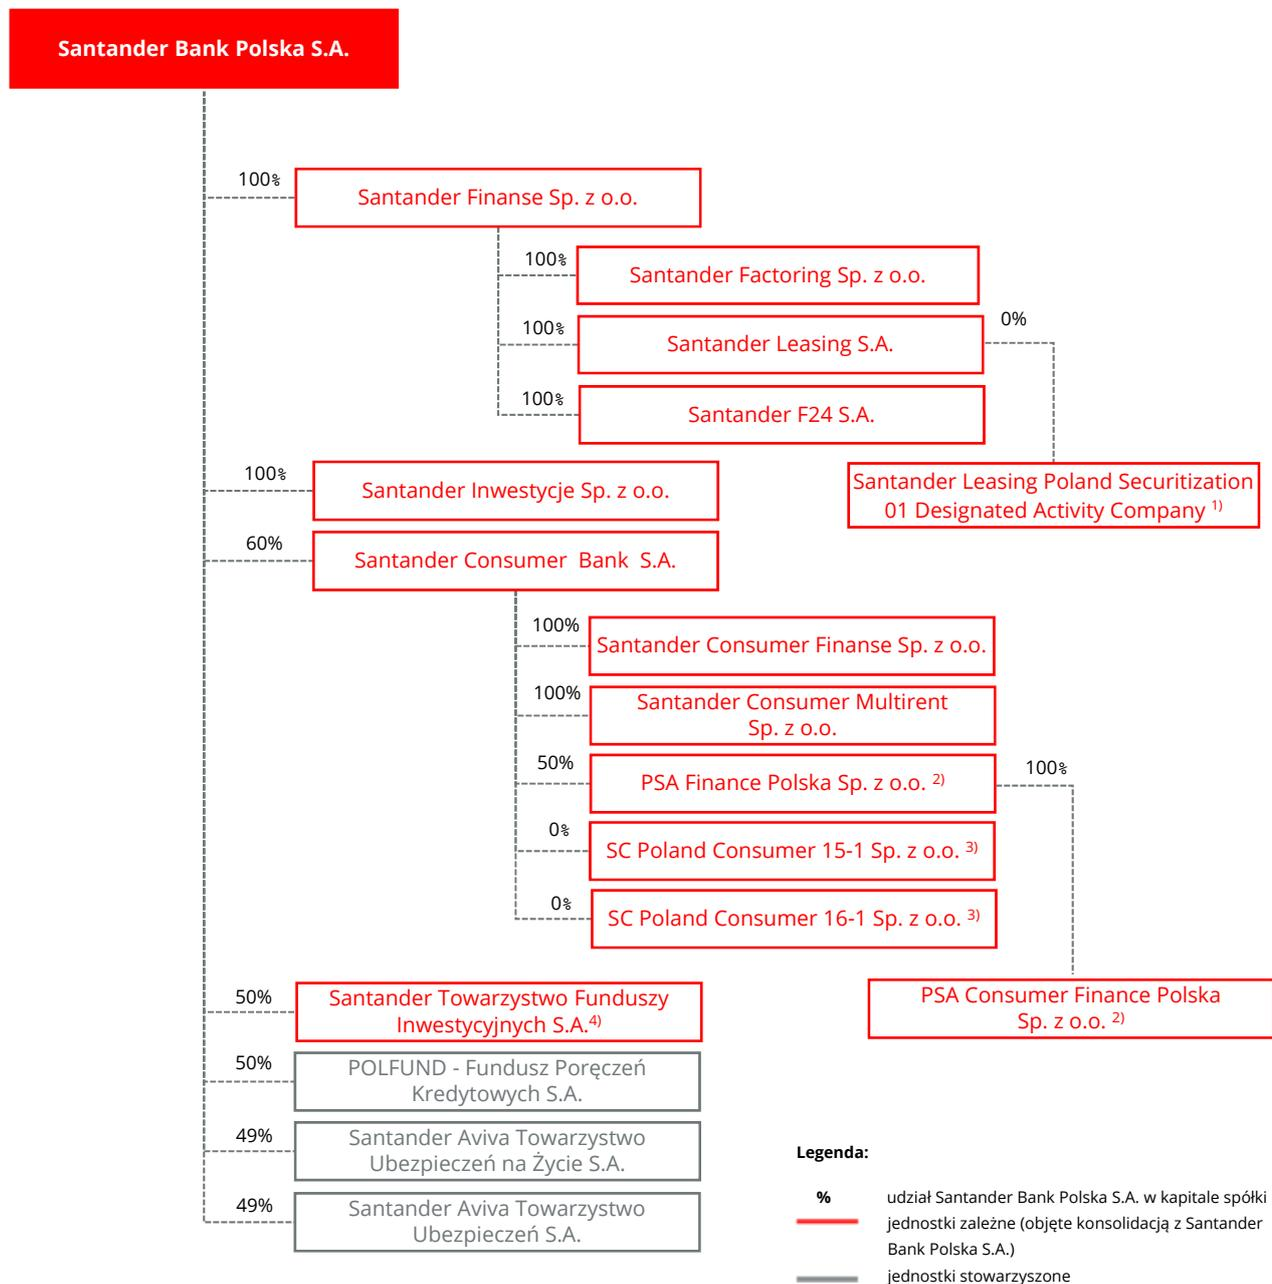 Santander Bank Polska S.A.
100%
Santander Finanse Sp. z o.o.
100%
Santander Factoring Sp. z o.o.
100%
Santander Leasing S.A.
0%
100%
Santander F24 S.A.
100%
Santander Inwestycje Sp. z o.o.
Santander Leasing Poland Securitization
01 Designated Activity Company 1)
60%
Santander Consumer Bank S.A.
100%
Santander Consumer Finanse Sp. z o.o.
100%
Santander Consumer Multirent
Sp. z o.o.
50%
PSA Finance Polska Sp. z o.o. 2)
100%
0%
SC Poland Consumer 15-1 Sp. z o.o. 3)
0%
SC Poland Consumer 16-1 Sp. z o.o. 3)
50%
Santander Towarzystwo Funduszy
Inwestycyjnych S.A.4)
PSA Consumer Finance Polska
Sp. z o.o. 2)
50%
POLFUND - Fundusz Poręczeń
Kredytowych S.A.
49%
Santander Aviva Towarzystwo
Ubezpieczeń na Życie S.A.
49%
Santander Aviva Towarzystwo
Ubezpieczeń S.A.
Legenda:
% udział Santander Bank Polska S.A. w kapitale spółki
jednostki zależne (objęte konsolidacją z Santander
Bank Polska S.A.)
jednostki stowarzyszone